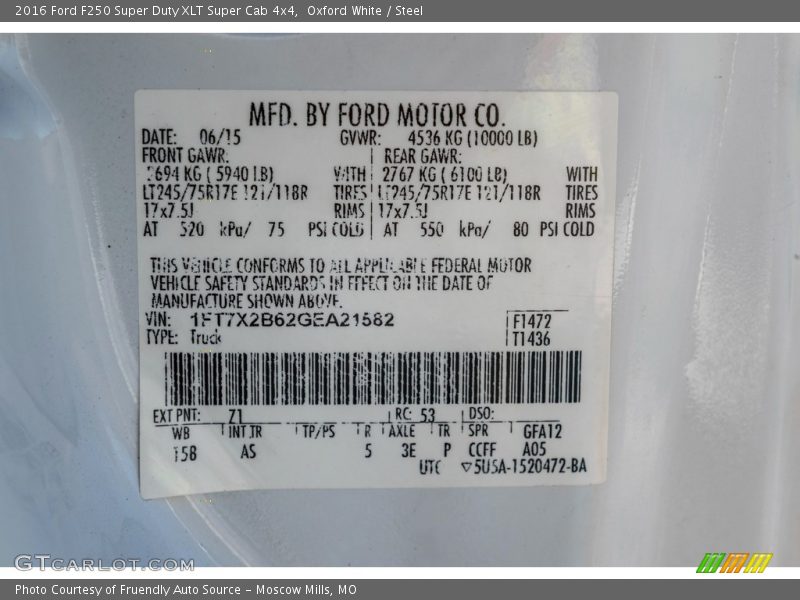 2016 Ford F250 Super Duty XLT Super Cab 4x4, Oxford White / Steel
MFD. BY FORD MOTOR CO.
DATE: 06/15 GVWR: 4536 KG (10000 LB)
FRONT GAWR: REAR GAWR:
2694 KG ( 5940 LB) WITH 2767 KG ( 6100 LB) WITH
LT245/75R17E 121/118R TIRES LT245/75R17E 121/118R TIRES
17x7.5J RIMS 17x7.5J RIMS
AT 520 kPa/ 75 PSI COLD AT 550 kPa/ 80 PSI COLD
THIS VEHICLE CONFORMS TO ALL APPLICABLE FEDERAL MOTOR
VEHICLE SAFETY STANDARDS IN EFFECT ON THE DATE OF
MANUFACTURE SHOWN ABOVE.
VIN: 1FT7X2B62GEA21582 F1472
TYPE: Truck T1436
EXT PNT: Z1 RC: 53 DSO:
WB INT TR TP/PS R AXLE TR SPR GFA12
158 AS 5 3E P CCFF A05
UTC ▽5U5A-1520472-BA
GTCARLOT.COM
Photo Courtesy of Fruendly Auto Source – Moscow Mills, MO